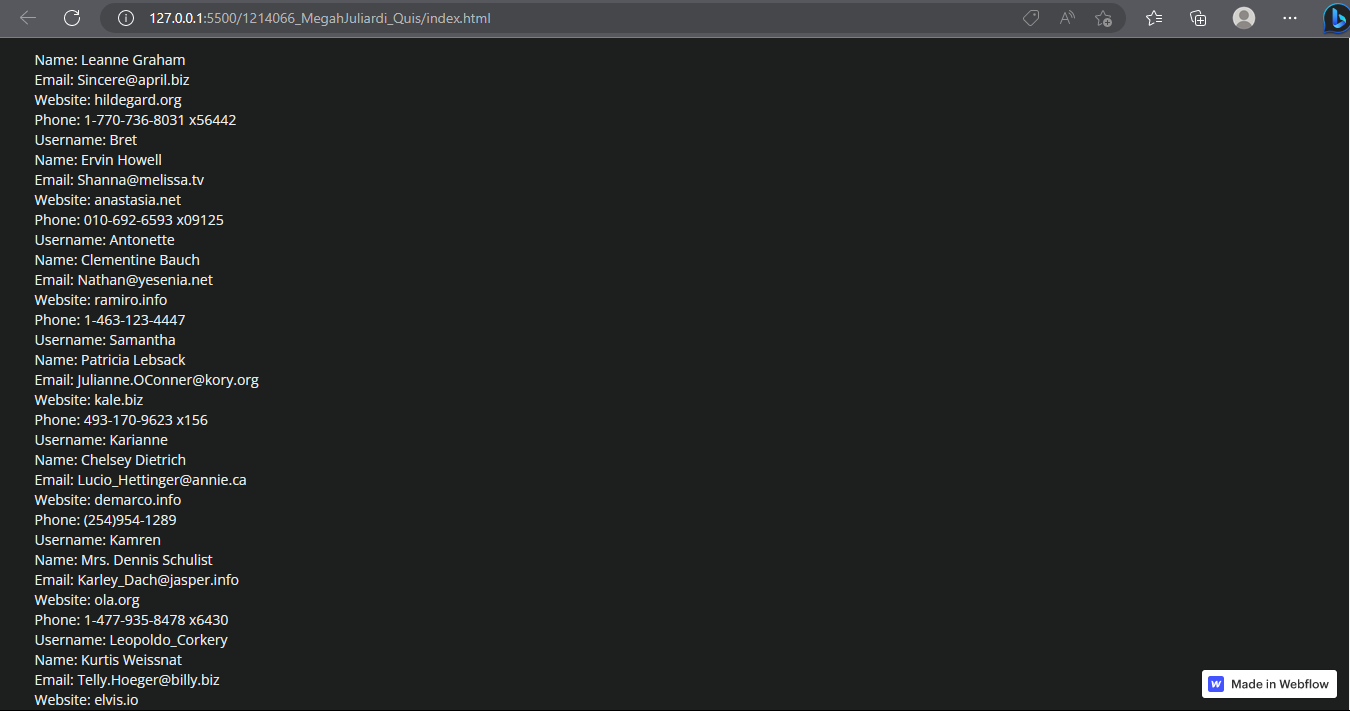 127.0.0.1:5500/1214066_MegahJuliardi_Quis/index.html
Name: Leanne Graham
Email: Sincere@april.biz
Website: hildegard.org
Phone: 1-770-736-8031 x56442
Username: Bret
Name: Ervin Howell
Email: Shanna@melissa.tv
Website: anastasia.net
Phone: 010-692-6593 x09125
Username: Antonette
Name: Clementine Bauch
Email: Nathan@yesenia.net
Website: ramiro.info
Phone: 1-463-123-4447
Username: Samantha
Name: Patricia Lebsack
Email: Julianne.OConner@kory.org
Website: kale.biz
Phone: 493-170-9623 x156
Username: Karianne
Name: Chelsey Dietrich
Email: Lucio_Hettinger@annie.ca
Website: demarco.info
Phone: (254)954-1289
Username: Kamren
Name: Mrs. Dennis Schulist
Email: Karley_Dach@jasper.info
Website: ola.org
Phone: 1-477-935-8478 x6430
Username: Leopoldo_Corkery
Name: Kurtis Weissnat
Email: Telly.Hoeger@billy.biz
Website: elvis.io
Made in Webflow